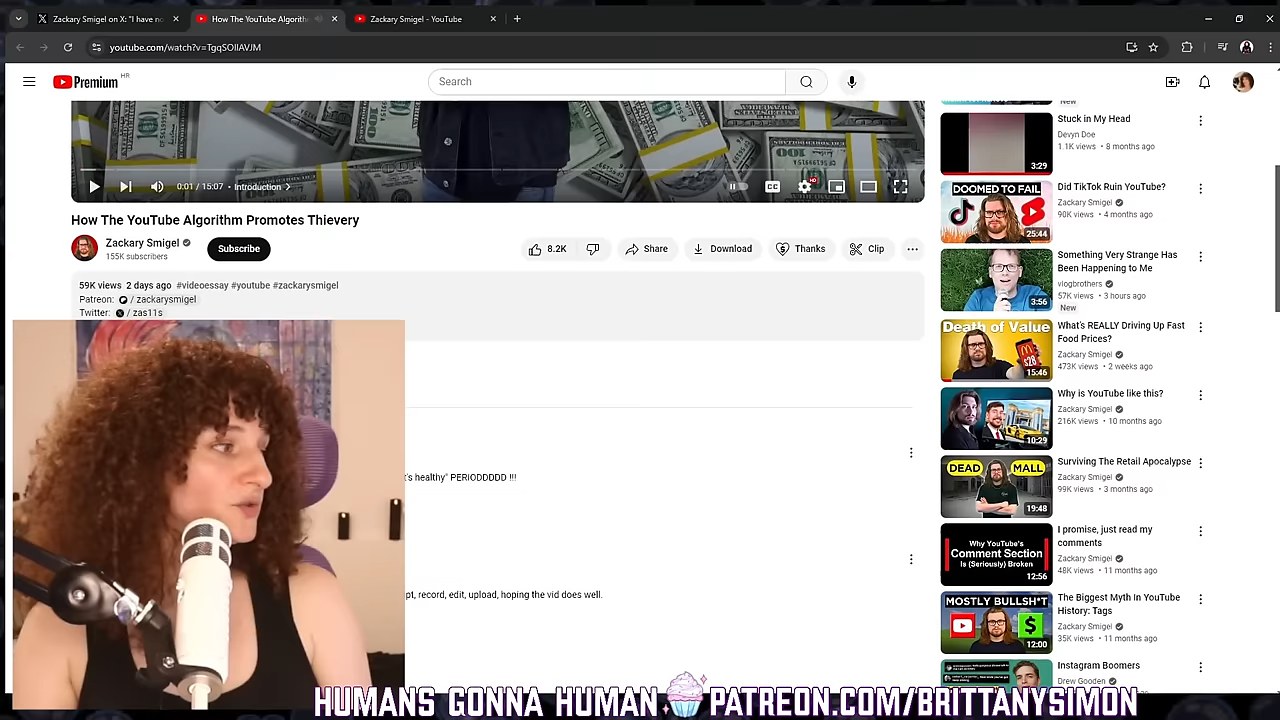 Zackary Smigel on X: "I have no
How The YouTube Algorith
Zackary Smigel - YouTube
youtube.com/watch?v=TgqSOllAVJM
Premium HR
Search
0:01 / 15:07 • Introduction
CC
HD
How The YouTube Algorithm Promotes Thievery
Zackary Smigel
155K subscribers
Subscribe
8.2K
Share
Download
Thanks
Clip
59K views 2 days ago #videoessay #youtube #zackarysmigel
Patreon: / zackarysmigel
Twitter: / zas11s
t's healthy" PERIODDDDD !!!
pt, record, edit, upload, hoping the vid does well.
New
Stuck in My Head
Devyn Doe
1.1K views • 8 months ago
3:29
DOOMED TO FAIL
25:44
Did TikTok Ruin YouTube?
Zackary Smigel
90K views • 4 months ago
3:56
Something Very Strange Has
Been Happening to Me
vlogbrothers
57K views • 3 hours ago
New
Death of Value
$28
15:46
What's REALLY Driving Up Fast
Food Prices?
Zackary Smigel
473K views • 2 weeks ago
10:29
Why is YouTube like this?
Zackary Smigel
216K views • 10 months ago
DEAD MALL
19:48
Surviving The Retail Apocalypse
Zackary Smigel
99K views • 3 months ago
Why YouTube's
Comment Section
Is (Seriously) Broken
12:56
I promise, just read my
comments
Zackary Smigel
48K views • 11 months ago
MOSTLY BULLSH*T
$
12:00
The Biggest Myth In YouTube
History: Tags
Zackary Smigel
35K views • 11 months ago
Instagram Boomers
Drew Gooden
HUMANS GONNA HUMAN PATREON.COM/BRITTANYSIMON